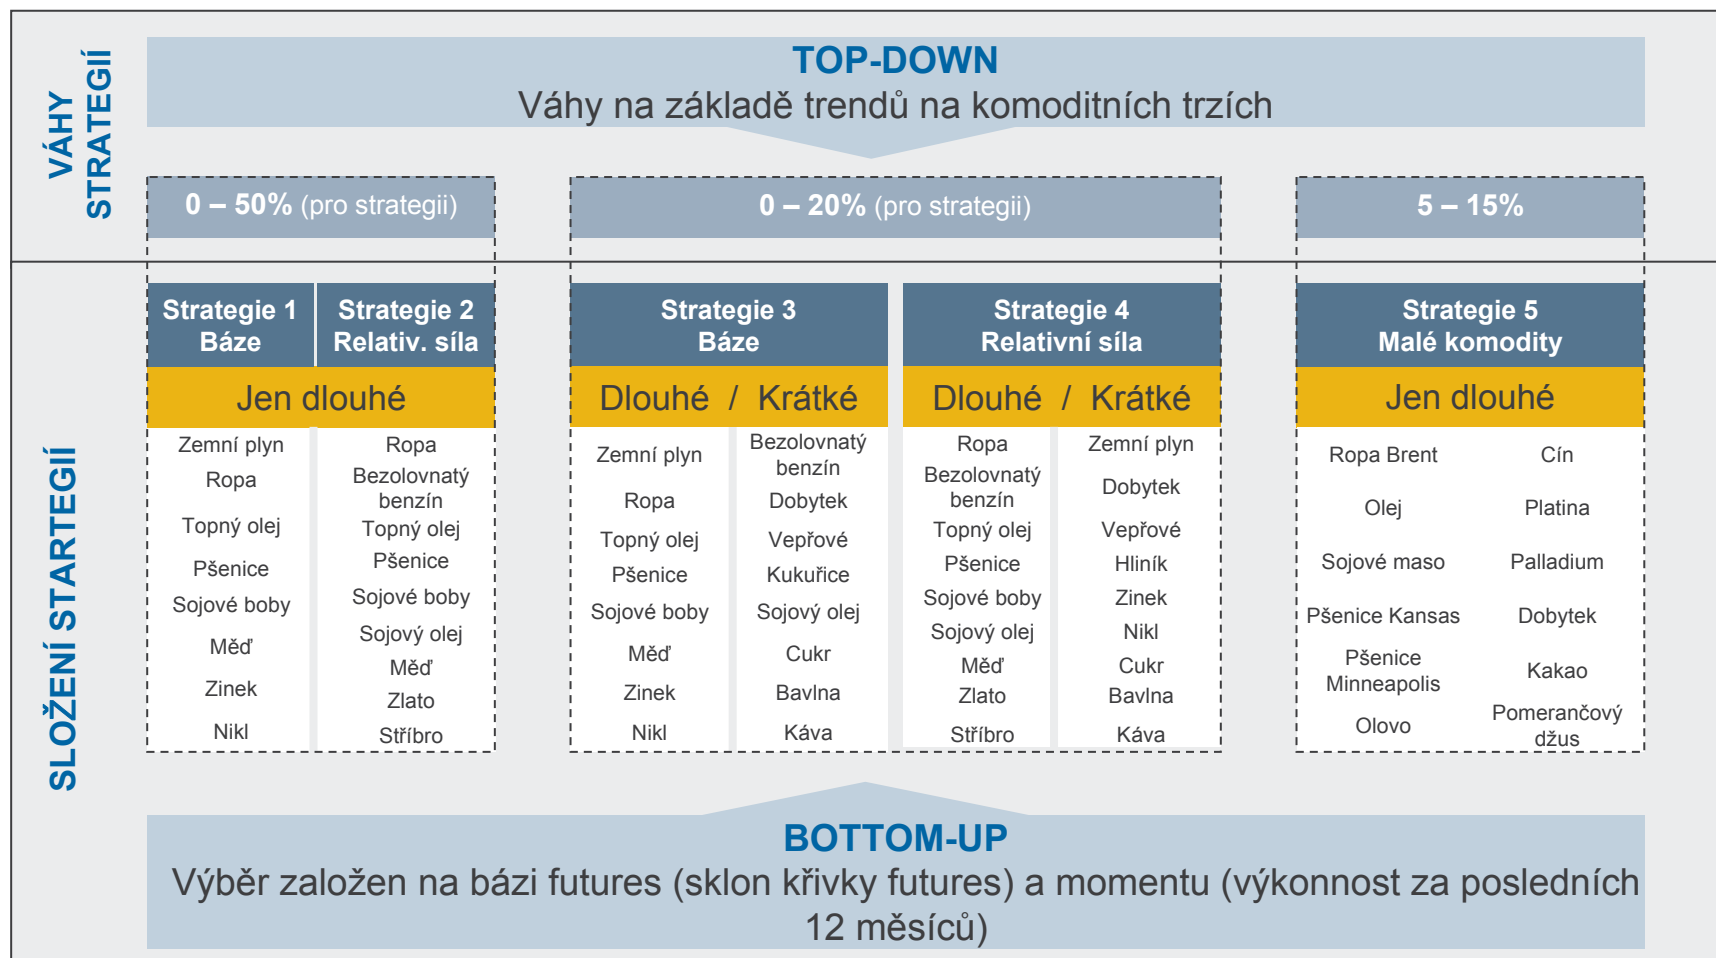 VÁHY
STRATEGIÍ
TOP-DOWN
Váhy na základě trendů na komoditních trzích
0 – 50% (pro strategii)
0 – 20% (pro strategii)
5 – 15%
SLOŽENÍ STARTEGIÍ
Strategie 1
Báze
Strategie 2
Relativ. síla
Jen dlouhé
Zemní plyn
Ropa
Topný olej
Pšenice
Sojové boby
Měď
Zinek
Nikl
Ropa
Bezolovnatý
benzín
Topný olej
Pšenice
Sojové boby
Sojový olej
Měď
Zlato
Stříbro
Strategie 3
Báze
Dlouhé / Krátké
Zemní plyn
Ropa
Topný olej
Pšenice
Sojové boby
Měď
Zinek
Nikl
Bezolovnatý
benzín
Dobytek
Vepřové
Kukuřice
Sojový olej
Cukr
Bavlna
Káva
Strategie 4
Relativní síla
Dlouhé / Krátké
Ropa
Bezolovnatý
benzín
Topný olej
Pšenice
Sojové boby
Sojový olej
Měď
Zlato
Stříbro
Zemní plyn
Dobytek
Vepřové
Hliník
Zinek
Nikl
Cukr
Bavlna
Káva
Strategie 5
Malé komodity
Jen dlouhé
Ropa Brent
Olej
Sojové maso
Pšenice Kansas
Pšenice
Minneapolis
Olovo
Cín
Platina
Palladium
Dobytek
Kakao
Pomerančový
džus
BOTTOM-UP
Výběr založen na bázi futures (sklon křivky futures) a momentu (výkonnost za posledních
12 měsíců)